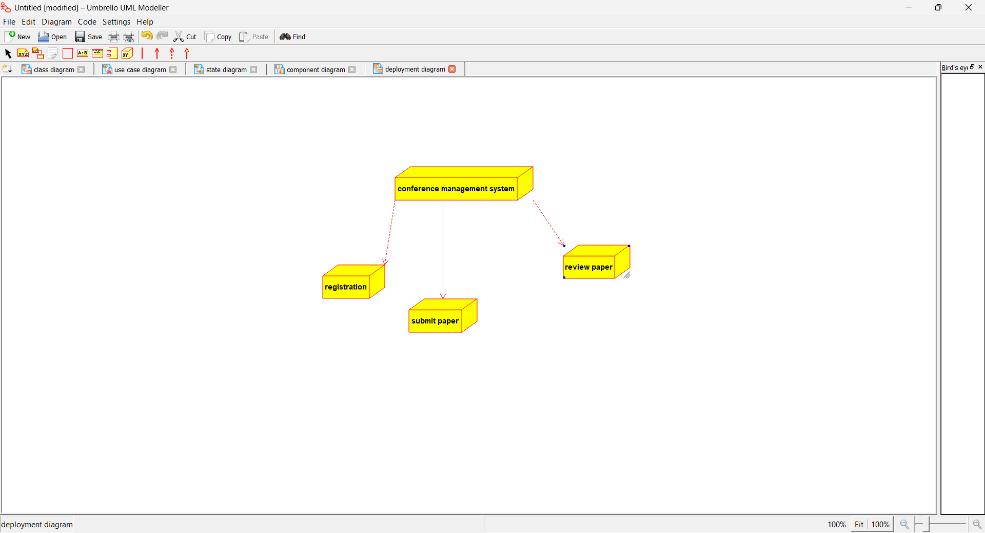 Untitled [modified] – Umbrello UML Modeller
File Edit Diagram Code Settings Help
New Open Save Cut Copy Paste Find
class diagram use case diagram state diagram component diagram deployment diagram
Bird's eye
conference management system
review paper
registration
submit paper
deployment diagram
100% Fit 100%